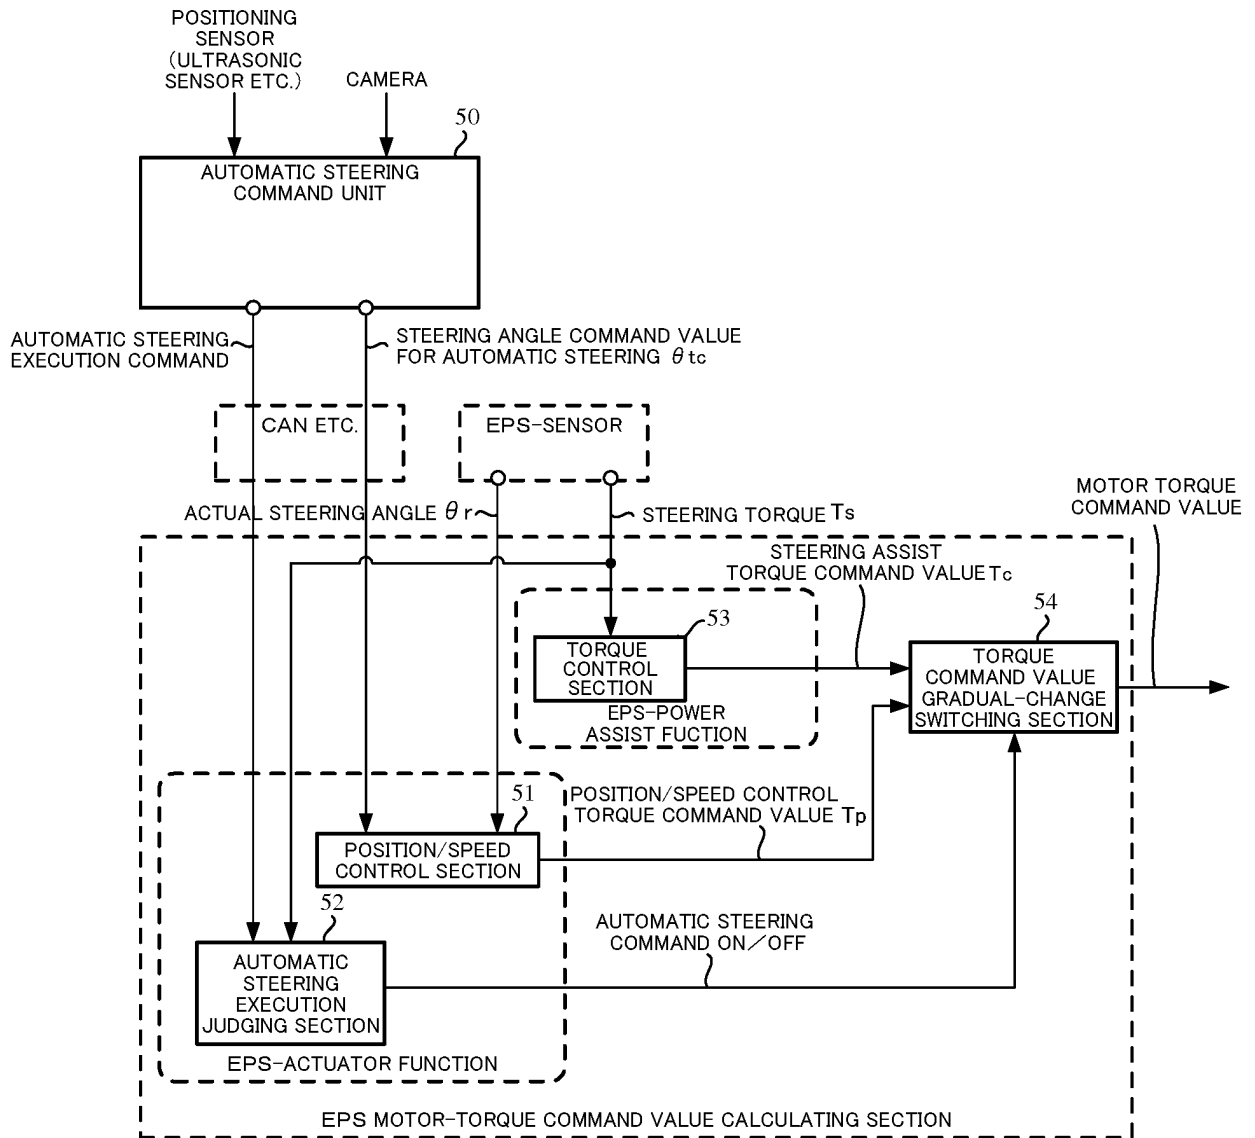 POSITIONING
SENSOR
(ULTRASONIC
SENSOR ETC.)
CAMERA
50
AUTOMATIC STEERING
COMMAND UNIT
AUTOMATIC STEERING
EXECUTION COMMAND
STEERING ANGLE COMMAND VALUE
FOR AUTOMATIC STEERING θtc
CAN ETC.
EPS-SENSOR
ACTUAL STEERING ANGLE θr
STEERING TORQUE Ts
MOTOR TORQUE
COMMAND VALUE
STEERING ASSIST
TORQUE COMMAND VALUE Tc
53
TORQUE
CONTROL
SECTION
EPS-POWER
ASSIST FUCTION
54
TORQUE
COMMAND VALUE
GRADUAL-CHANGE
SWITCHING SECTION
51
POSITION/SPEED
CONTROL SECTION
POSITION/SPEED CONTROL
TORQUE COMMAND VALUE Tp
52
AUTOMATIC
STEERING
EXECUTION
JUDGING SECTION
AUTOMATIC STEERING
COMMAND ON/OFF
EPS-ACTUATOR FUNCTION
EPS MOTOR-TORQUE COMMAND VALUE CALCULATING SECTION